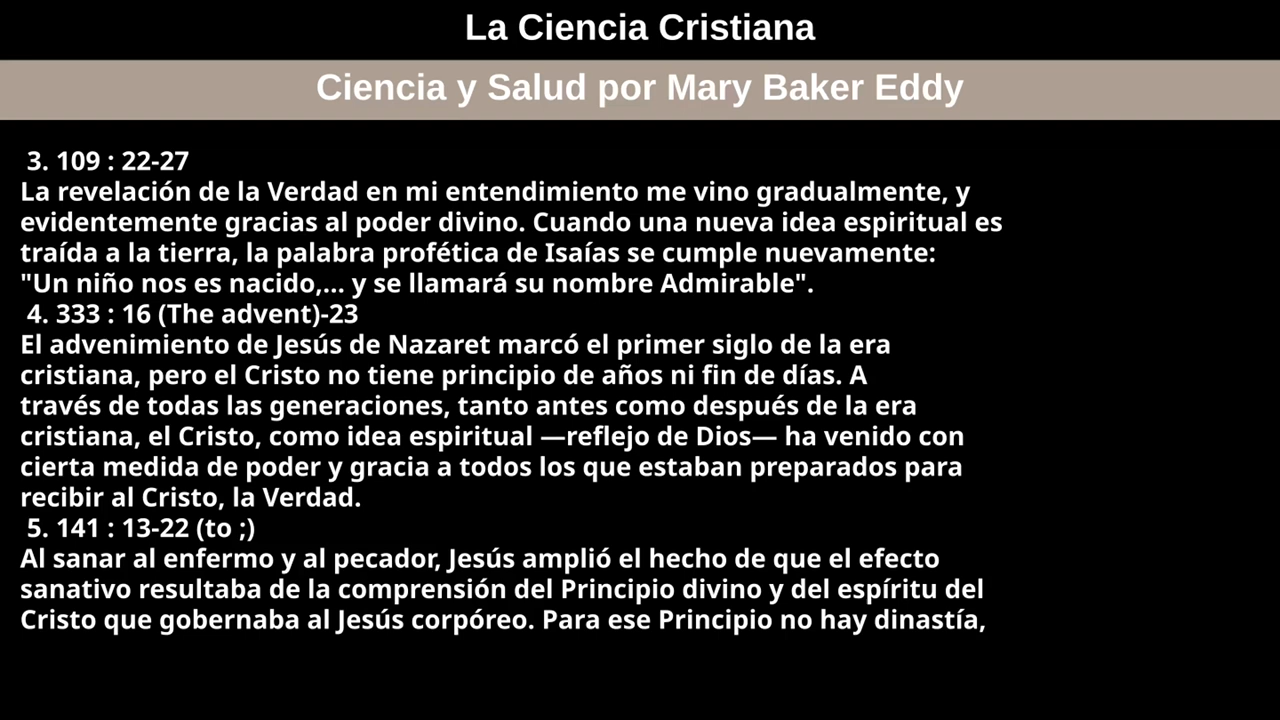 La Ciencia Cristiana
Ciencia y Salud por Mary Baker Eddy
3. 109 : 22-27
La revelación de la Verdad en mi entendimiento me vino gradualmente, y
evidentemente gracias al poder divino. Cuando una nueva idea espiritual es
traída a la tierra, la palabra profética de Isaías se cumple nuevamente:
"Un niño nos es nacido,... y se llamará su nombre Admirable".
4. 333 : 16 (The advent)-23
El advenimiento de Jesús de Nazaret marcó el primer siglo de la era
cristiana, pero el Cristo no tiene principio de años ni fin de días. A
través de todas las generaciones, tanto antes como después de la era
cristiana, el Cristo, como idea espiritual —reflejo de Dios— ha venido con
cierta medida de poder y gracia a todos los que estaban preparados para
recibir al Cristo, la Verdad.
5. 141 : 13-22 (to ;)
Al sanar al enfermo y al pecador, Jesús amplió el hecho de que el efecto
sanativo resultaba de la comprensión del Principio divino y del espíritu del
Cristo que gobernaba al Jesús corpóreo. Para ese Principio no hay dinastía,